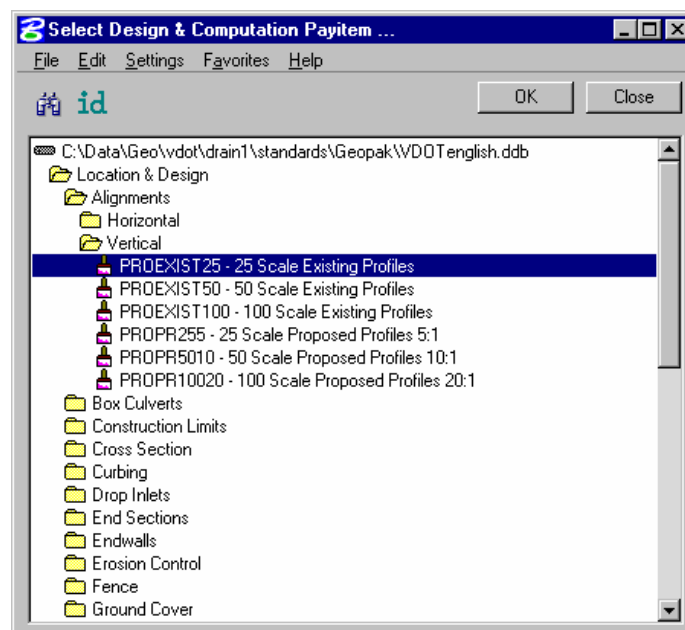 Select Design & Computation Payitem ...
File Edit Settings Favorites Help
id OK Close
C:\Data\Geo\vdot\drain1\standards\Geopak\VDOTenglish.ddb
Location & Design
Alignments
Horizontal
Vertical
PROEXIST25 - 25 Scale Existing Profiles
PROEXIST50 - 50 Scale Existing Profiles
PROEXIST100 - 100 Scale Existing Profiles
PROPR255 - 25 Scale Proposed Profiles 5:1
PROPR5010 - 50 Scale Proposed Profiles 10:1
PROPR10020 - 100 Scale Proposed Profiles 20:1
Box Culverts
Construction Limits
Cross Section
Curbing
Drop Inlets
End Sections
Endwalls
Erosion Control
Fence
Ground Cover